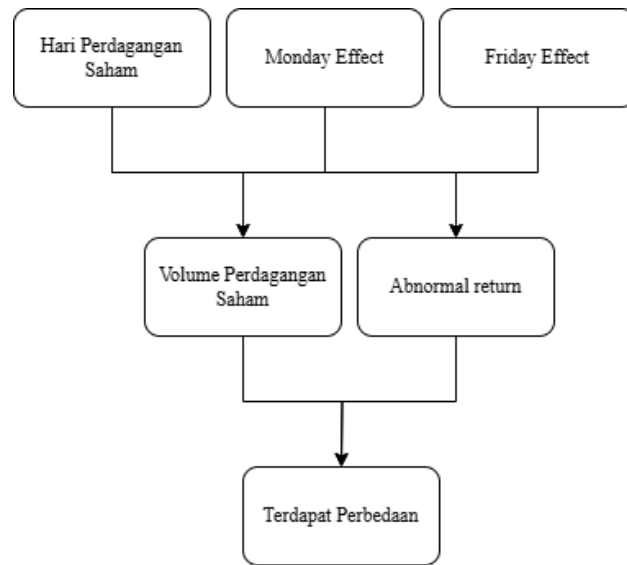 Hari Perdagangan
Saham
Monday Effect
Friday Effect
Volume Perdagangan
Saham
Abnormal return
Terdapat Perbedaan